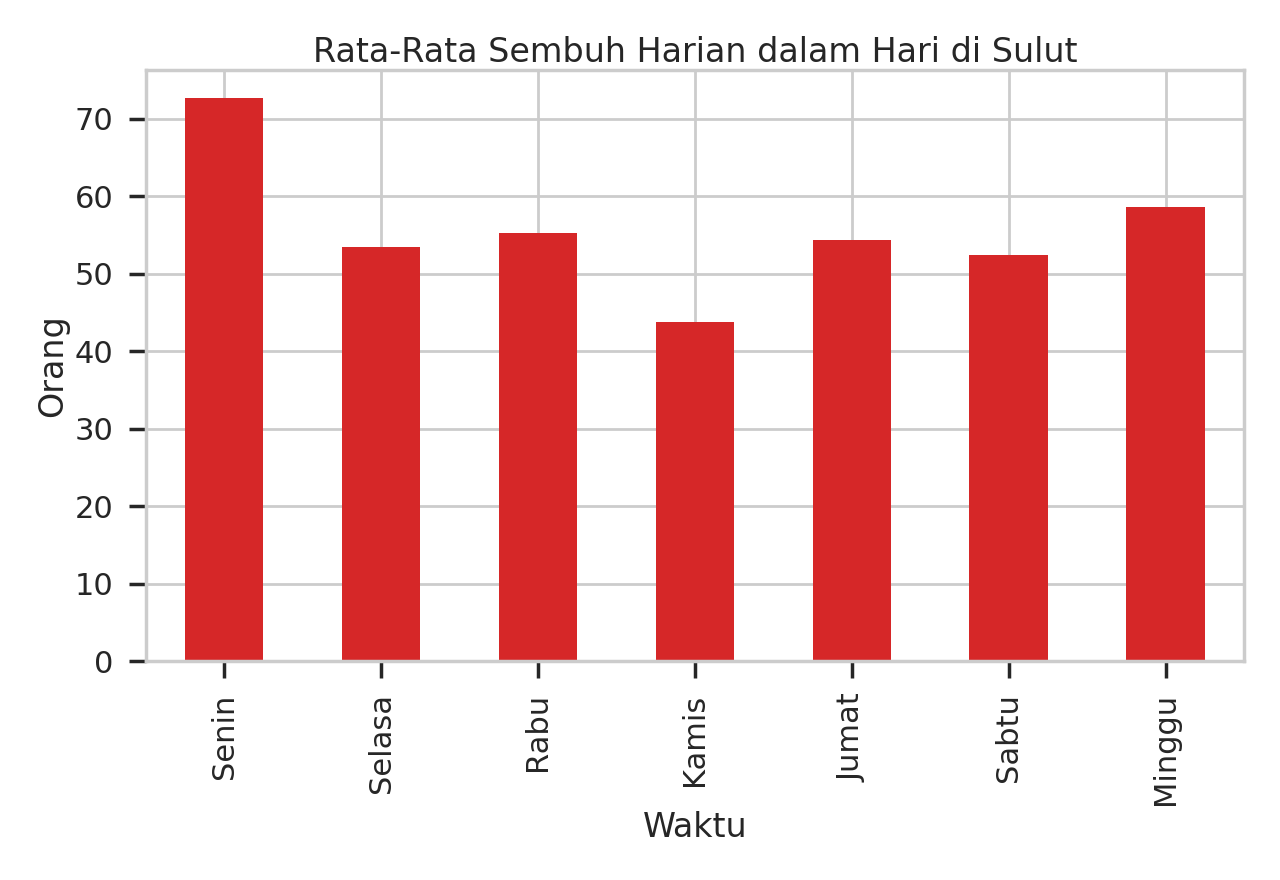 Rata-Rata Sembuh Harian dalam Hari di Sulut
70
60
50
40
30
20
10
0
Orang
Senin
Selasa
Rabu
Kamis
Jumat
Sabtu
Minggu
Waktu